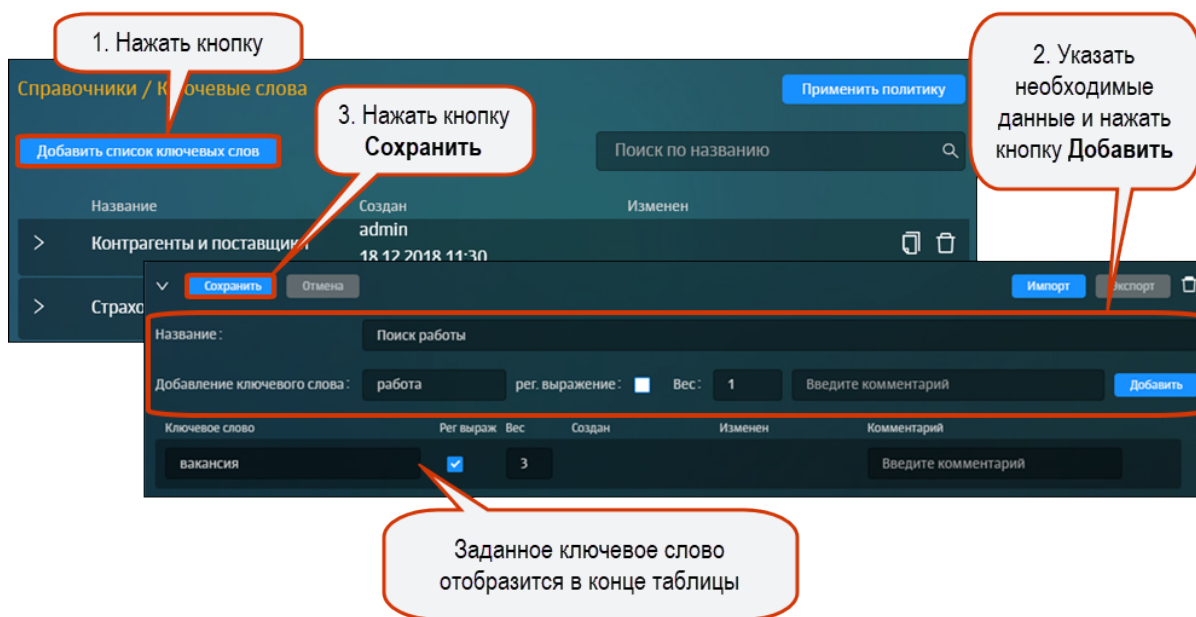 1. Нажать кнопку
2. Указать
необходимые
данные и нажать
кнопку Добавить
Справочники / К очевые слова
Применить политику
3. Нажать кнопку
Сохранить
Добавить список ключевых слов
Поиск по названию
Название
Создан
Изменен
Контрагенты и поставщики
admin
18.12.2018 11:30
Страхо
Сохранить
Отмена
Импорт
Экспорт
Название:
Поиск работы
Добавление ключевого слова:
работа
рег. выражение:
Вес:
1
Введите комментарий
Добавить
Ключевое слово
Рег выраж
Вес
Создан
Изменен
Комментарий
вакансия
3
Введите комментарий
Заданное ключевое слово
отобразится в конце таблицы